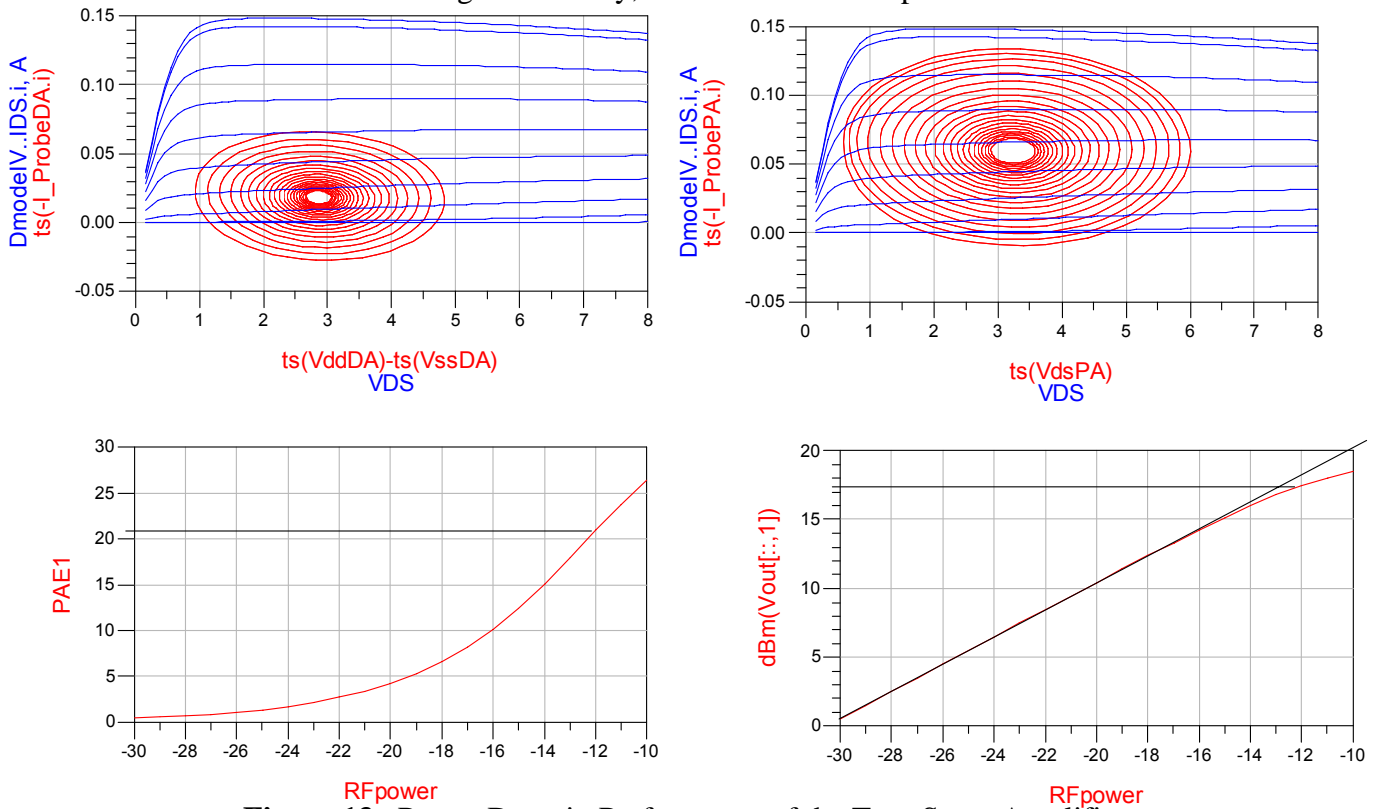 0.15
0.10
0.05
0.00
-0.05
DmodelV..IDS.i, A
ts(-I_ProbeDA.i)
0 1 2 3 4 5 6 7 8
ts(VddDA)-ts(VssDA)
VDS
0.15
0.10
0.05
0.00
-0.05
DmodelV..IDS.i, A
ts(-I_ProbePA.i)
0 1 2 3 4 5 6 7 8
ts(VdsPA)
VDS
30
25
20
15
10
5
0
PAE1
-30 -28 -26 -24 -22 -20 -18 -16 -14 -12 -10
RFpower
20
15
10
5
0
dBm(Vout[::,1])
-30 -28 -26 -24 -22 -20 -18 -16 -14 -12 -10
RFpower